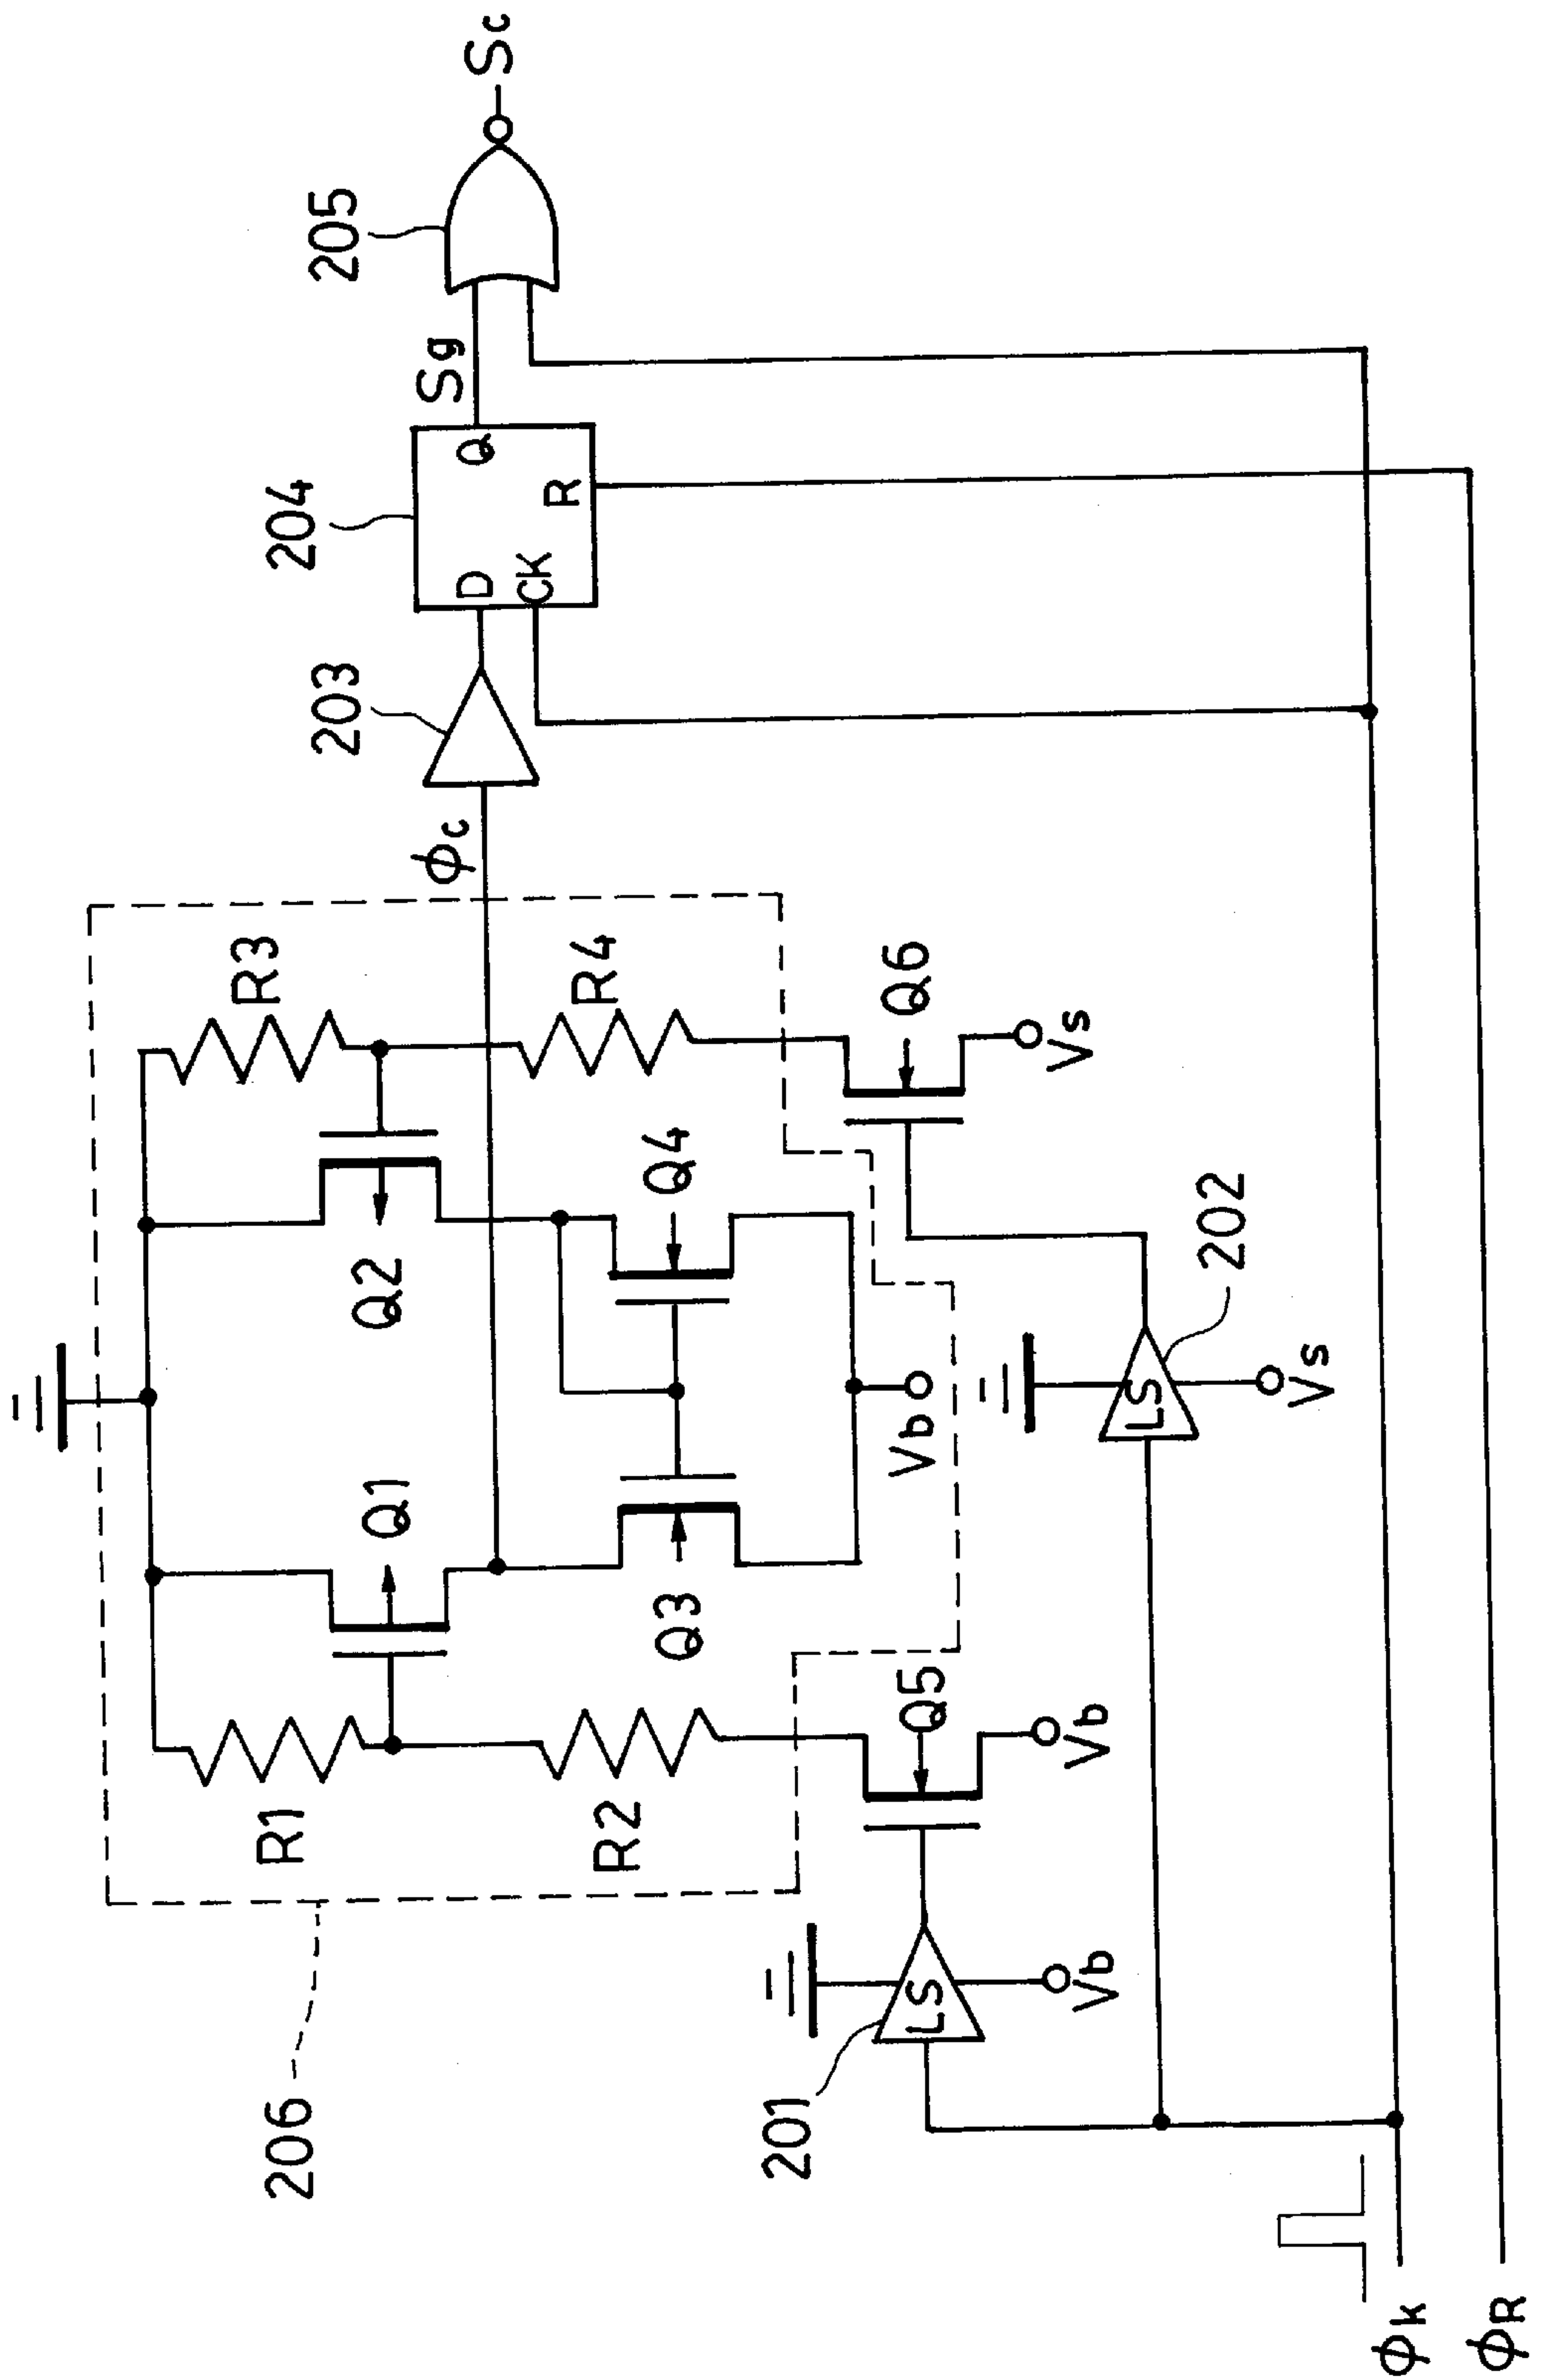 206
R1
R2
Q1
Q2
R3
R4
Q3
Q4
Vb
Q5
Vb
Q6
Vs
201
LS
Vb
LS
202
Vs
φc
203
204
D
CK
Q
R
Sg
205
Sc
φk
φR